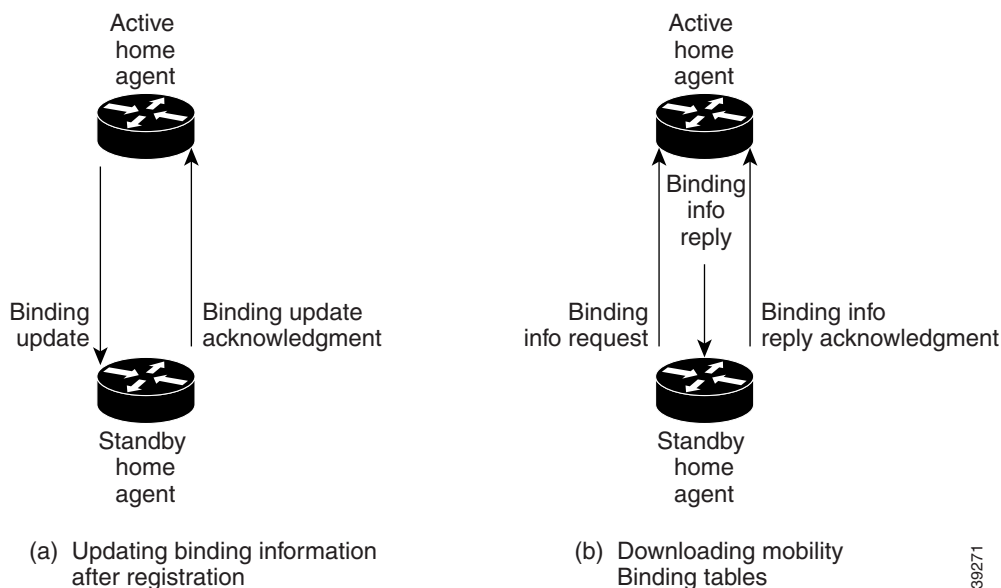 Active
home
agent
Binding
update
Binding update
acknowledgment
Standby
home
agent
(a) Updating binding information
after registration
Active
home
agent
Binding
info
reply
Binding
info request
Binding info
reply acknowledgment
Standby
home
agent
(b) Downloading mobility
Binding tables
39271